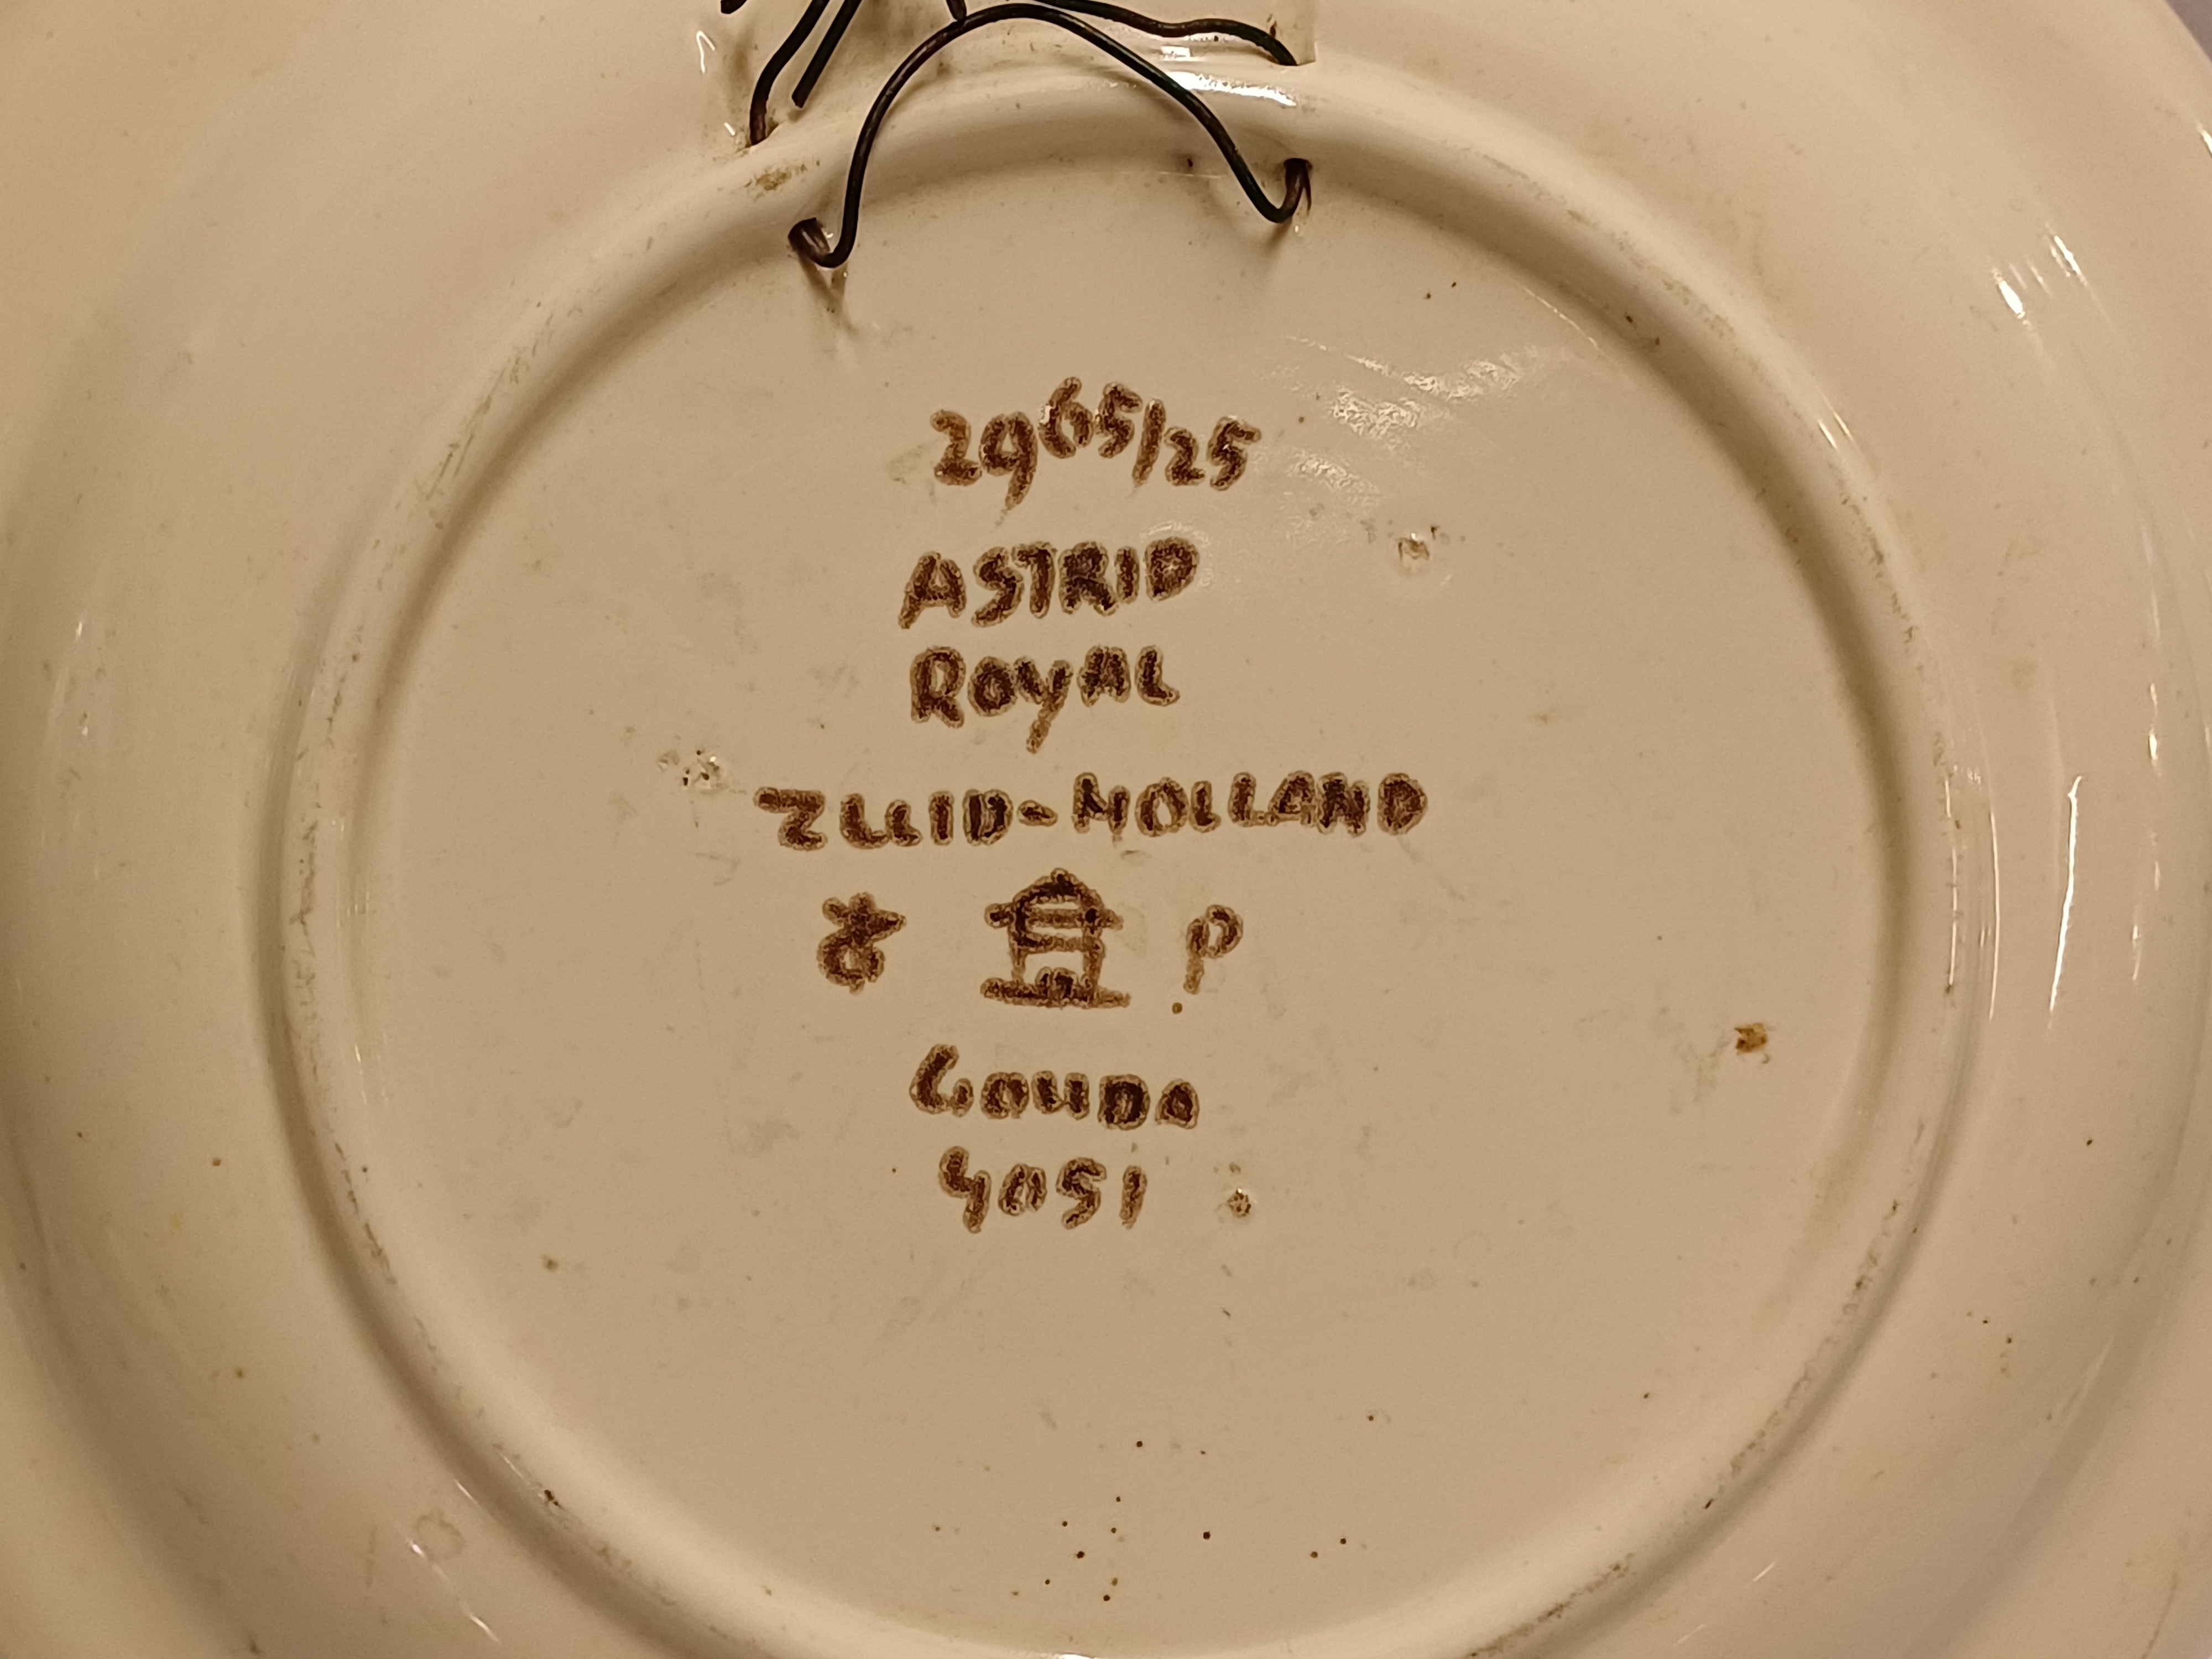 2965/25
ASTRID
ROYAL
ZUID-HOLLAND
P
GOUDA
4051